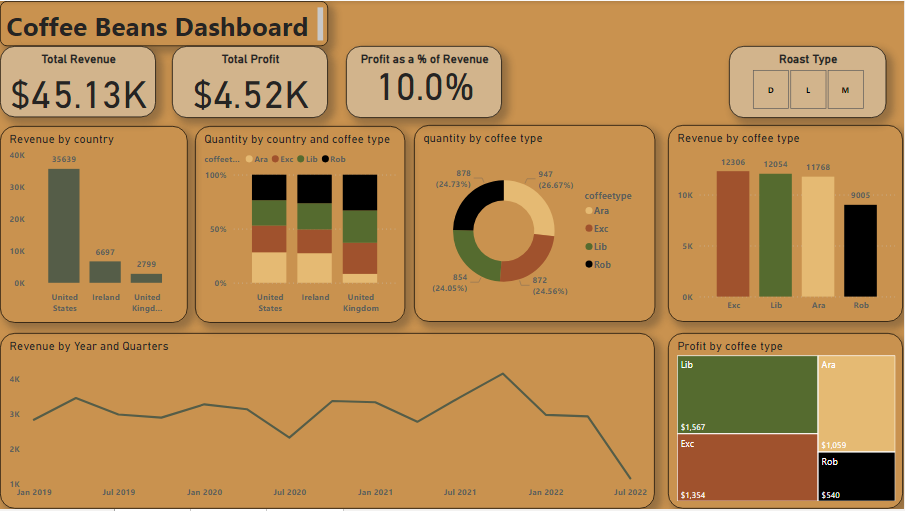 Coffee Beans Dashboard
Total Revenue
$45.13K
Total Profit
$4.52K
Profit as a % of Revenue
10.0%
Roast Type
D L M
Revenue by country
40K
30K
20K
10K
0K
35639
6697
2799
United States
Ireland
United Kingd...
Quantity by country and coffee type
coffeet... Ara Exc Lib Rob
100%
50%
0%
United States
Ireland
United Kingdom
quantity by coffee type
878
(24.73%)
947
(26.67%)
854
(24.05%)
872
(24.56%)
coffeetype
Ara
Exc
Lib
Rob
Revenue by coffee type
10K
5K
0K
12306
12054
11768
9005
Exc Lib Ara Rob
Revenue by Year and Quarters
4K
3K
2K
1K
Jan 2019 Jul 2019 Jan 2020 Jul 2020 Jan 2021 Jul 2021 Jan 2022 Jul 2022
Profit by coffee type
Lib
$1,567
Ara
$1,059
Exc
$1,354
Rob
$540